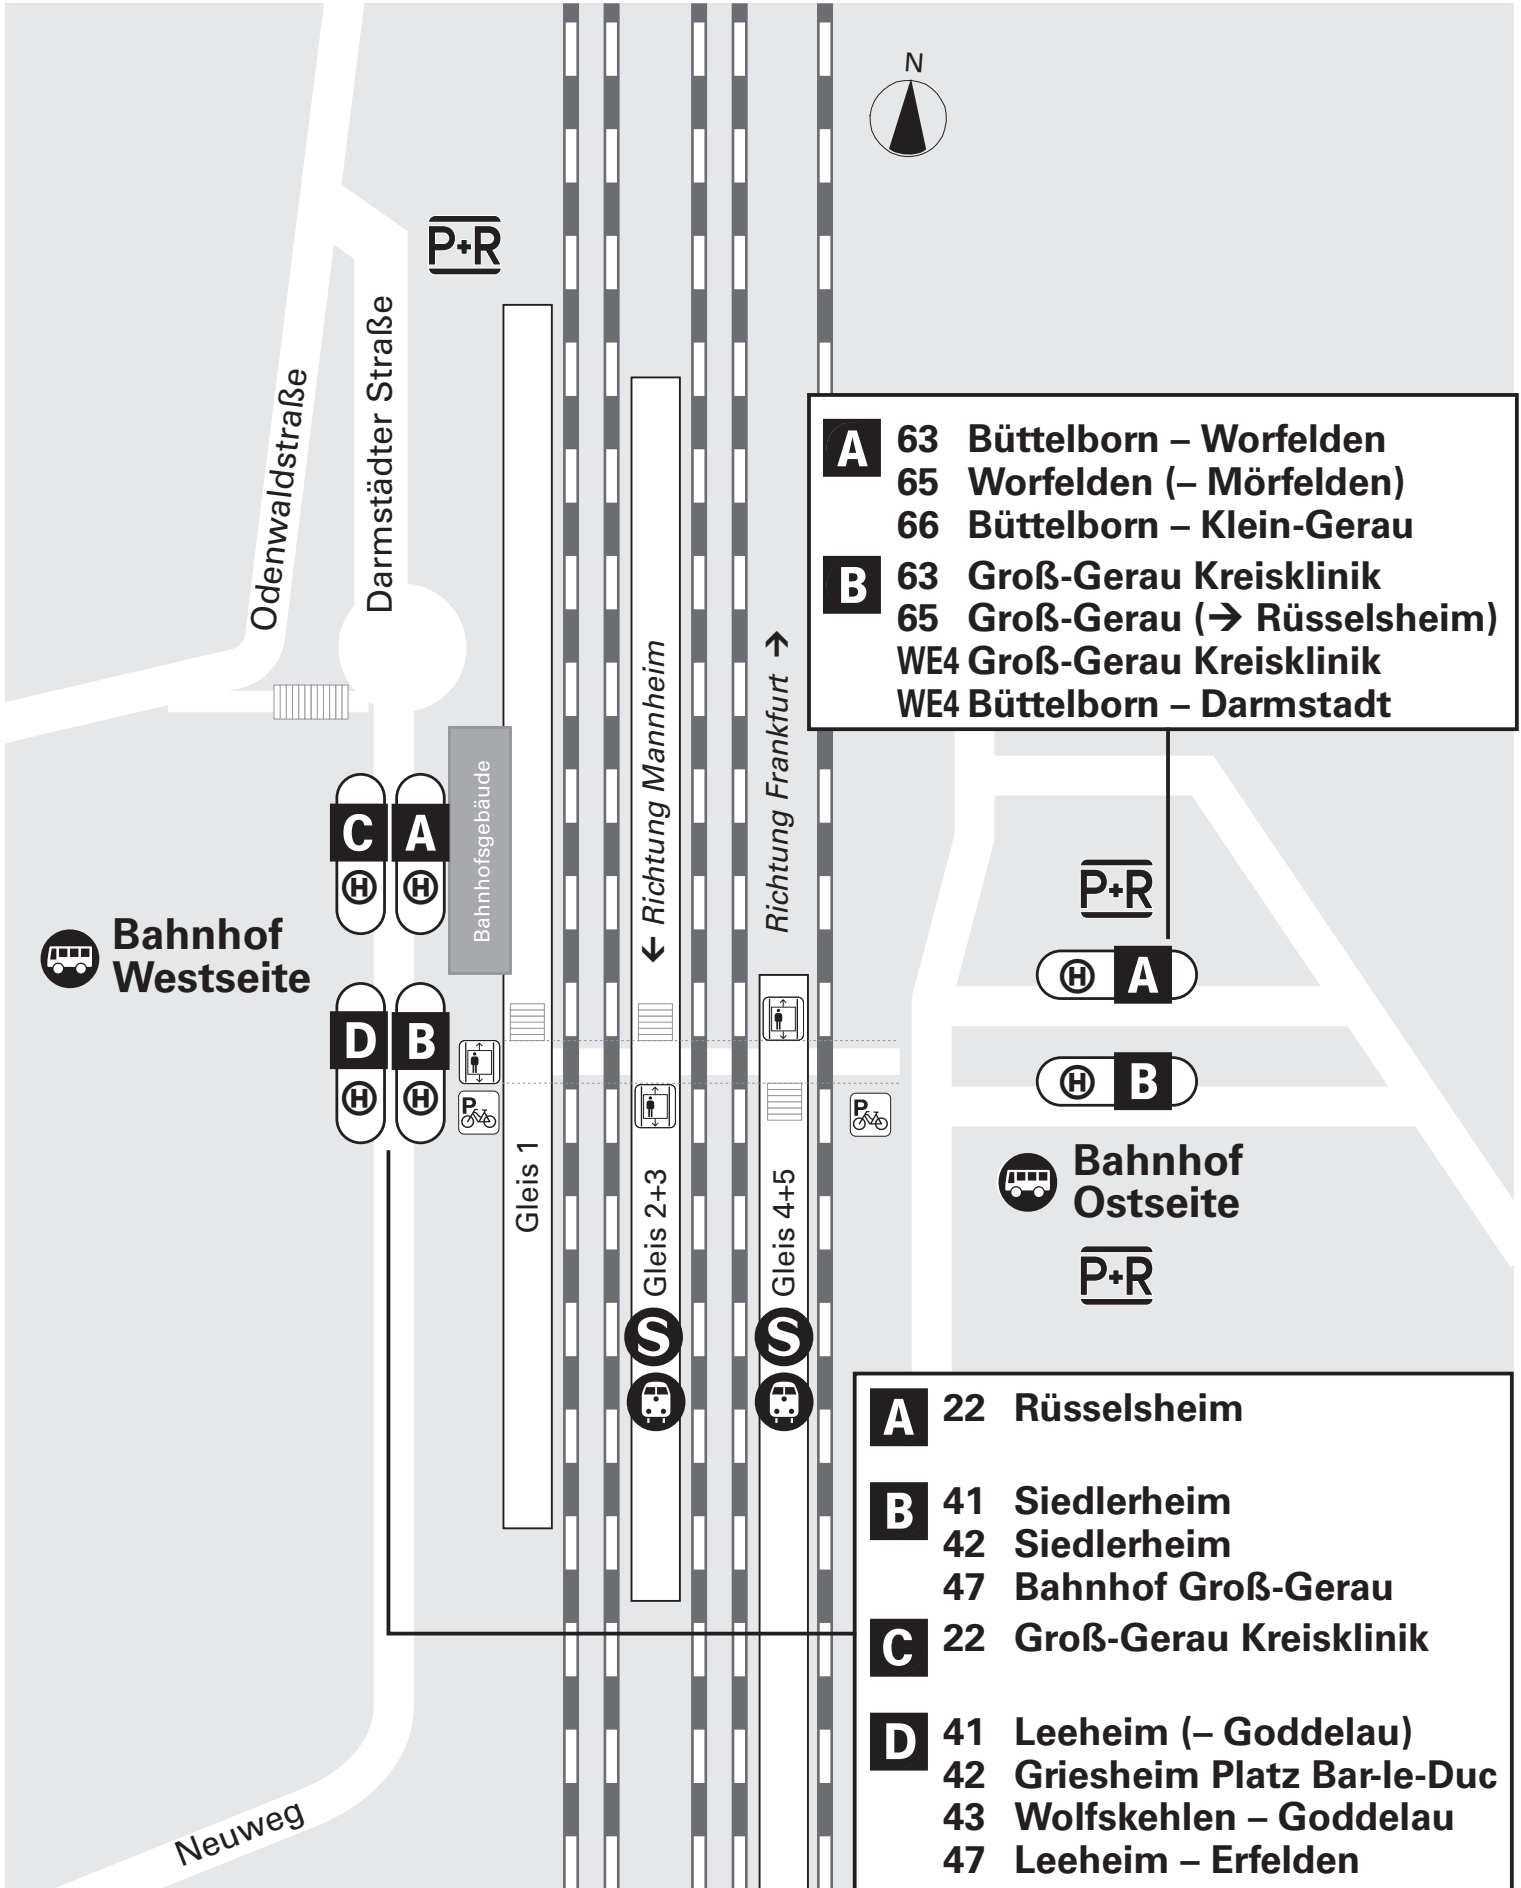 N
P+R
Odenwaldstraße
Darmstädter Straße
A 63 Büttelborn – Worfelden
65 Worfelden (– Mörfelden)
66 Büttelborn – Klein-Gerau
B 63 Groß-Gerau Kreisklinik
65 Groß-Gerau (→ Rüsselsheim)
WE4 Groß-Gerau Kreisklinik
WE4 Büttelborn – Darmstadt
← Richtung Mannheim
Richtung Frankfurt →
Bahnhofsgebäude
C A
H H
P+R
Bahnhof
Westseite
H A
D B
H H
H B
P
P
Bahnhof
Ostseite
Gleis 1
Gleis 2+3
Gleis 4+5
P+R
S
S
A 22 Rüsselsheim
B 41 Siedlerheim
42 Siedlerheim
47 Bahnhof Groß-Gerau
C 22 Groß-Gerau Kreisklinik
D 41 Leeheim (– Goddelau)
42 Griesheim Platz Bar-le-Duc
43 Wolfskehlen – Goddelau
47 Leeheim – Erfelden
Neuweg